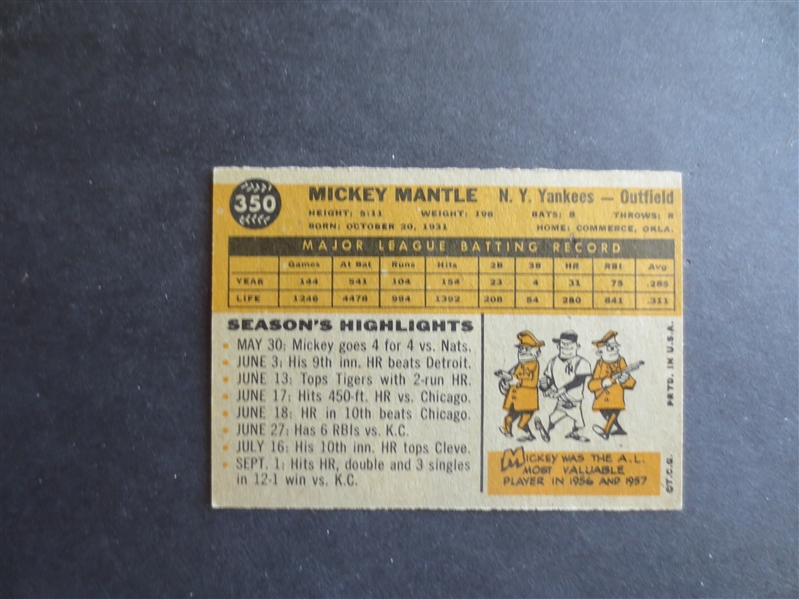 350
MICKEY MANTLE N. Y. Yankees — Outfield
HEIGHT: 5:11 WEIGHT: 198 BATS: B THROWS: R
BORN: OCTOBER 20, 1931 HOME: COMMERCE, OKLA.
MAJOR LEAGUE BATTING RECORD
Games At Bat Runs Hits 2B 3B HR RBI Avg
YEAR 144 541 104 154 23 4 31 75 .285
LIFE 1246 4478 994 1392 208 54 280 841 .311
SEASON'S HIGHLIGHTS
• MAY 30: Mickey goes 4 for 4 vs. Nats.
• JUNE 3: His 9th inn. HR beats Detroit.
• JUNE 13: Tops Tigers with 2-run HR.
• JUNE 17: Hits 450-ft. HR vs. Chicago.
• JUNE 18: HR in 10th beats Chicago.
• JUNE 27: Has 6 RBIs vs. K.C.
• JULY 16: His 10th inn. HR tops Cleve.
• SEPT. 1: Hits HR, double and 3 singles
in 12-1 win vs. K.C.
MICKEY WAS THE A.L.
MOST VALUABLE
PLAYER IN 1956 AND 1957
©T.C.G. PRTD. IN U.S.A.